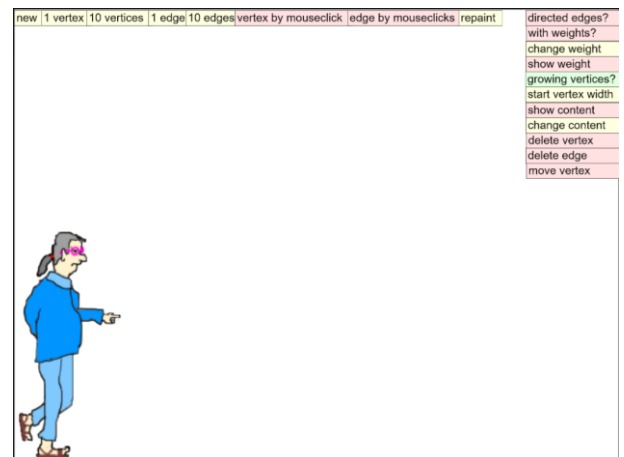 new 1 vertex 10 vertices 1 edge 10 edges vertex by mouseclick edge by mouseclicks repaint
directed edges?
with weights?
change weight
show weight
growing vertices?
start vertex width
show content
change content
delete vertex
delete edge
move vertex